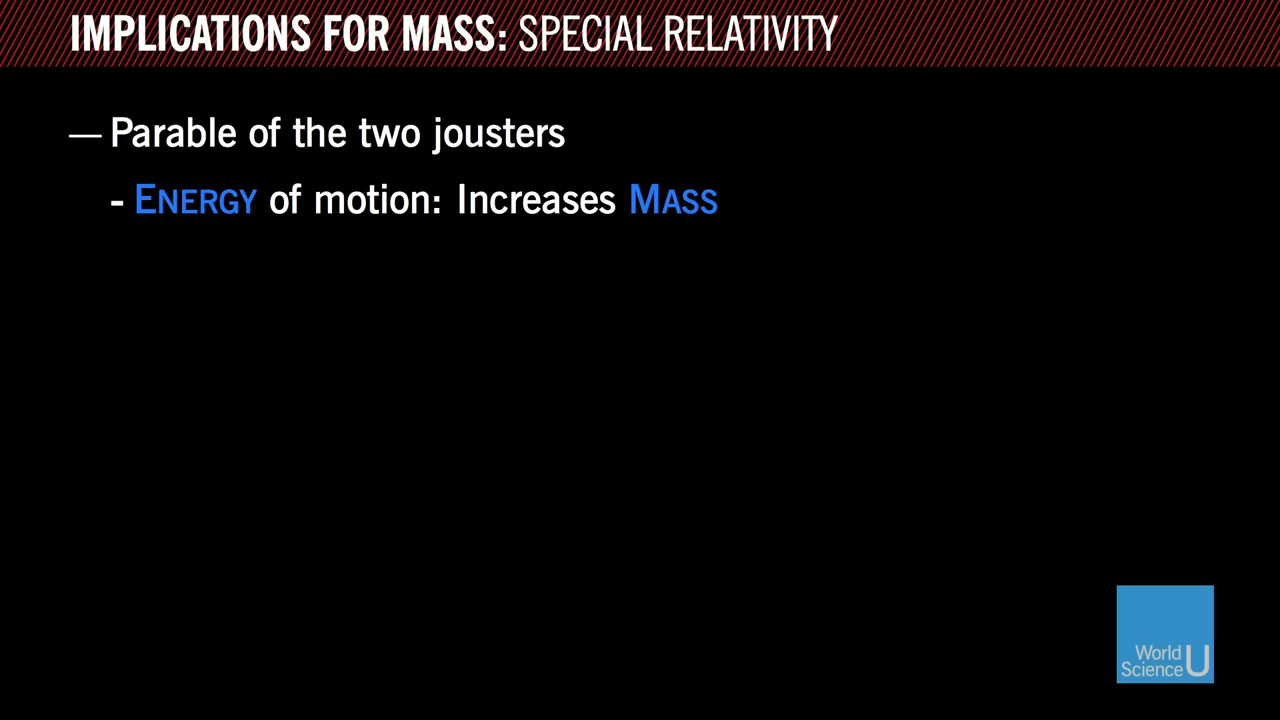 IMPLICATIONS FOR MASS: SPECIAL RELATIVITY
— Parable of the two jousters
- ENERGY of motion: Increases MASS
World
Science U